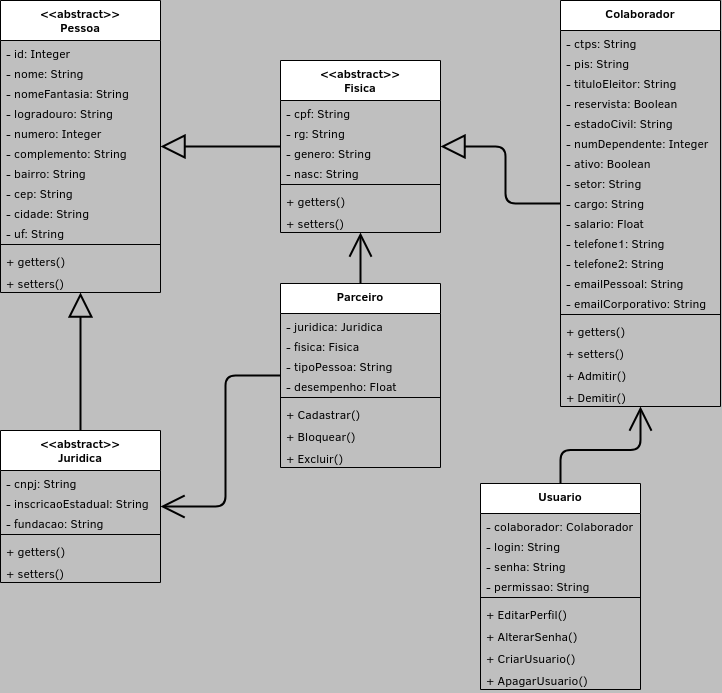 <<abstract>>
Pessoa
- id: Integer
- nome: String
- nomeFantasia: String
- logradouro: String
- numero: Integer
- complemento: String
- bairro: String
- cep: String
- cidade: String
- uf: String
+ getters()
+ setters()
<<abstract>>
Fisica
- cpf: String
- rg: String
- genero: String
- nasc: String
+ getters()
+ setters()
Colaborador
- ctps: String
- pis: String
- tituloEleitor: String
- reservista: Boolean
- estadoCivil: String
- numDependente: Integer
- ativo: Boolean
- setor: String
- cargo: String
- salario: Float
- telefone1: String
- telefone2: String
- emailPessoal: String
- emailCorporativo: String
+ getters()
+ setters()
+ Admitir()
+ Demitir()
Parceiro
- juridica: Juridica
- fisica: Fisica
- tipoPessoa: String
- desempenho: Float
+ Cadastrar()
+ Bloquear()
+ Excluir()
<<abstract>>
Juridica
- cnpj: String
- inscricaoEstadual: String
- fundacao: String
+ getters()
+ setters()
Usuario
- colaborador: Colaborador
- login: String
- senha: String
- permissao: String
+ EditarPerfil()
+ AlterarSenha()
+ CriarUsuario()
+ ApagarUsuario()